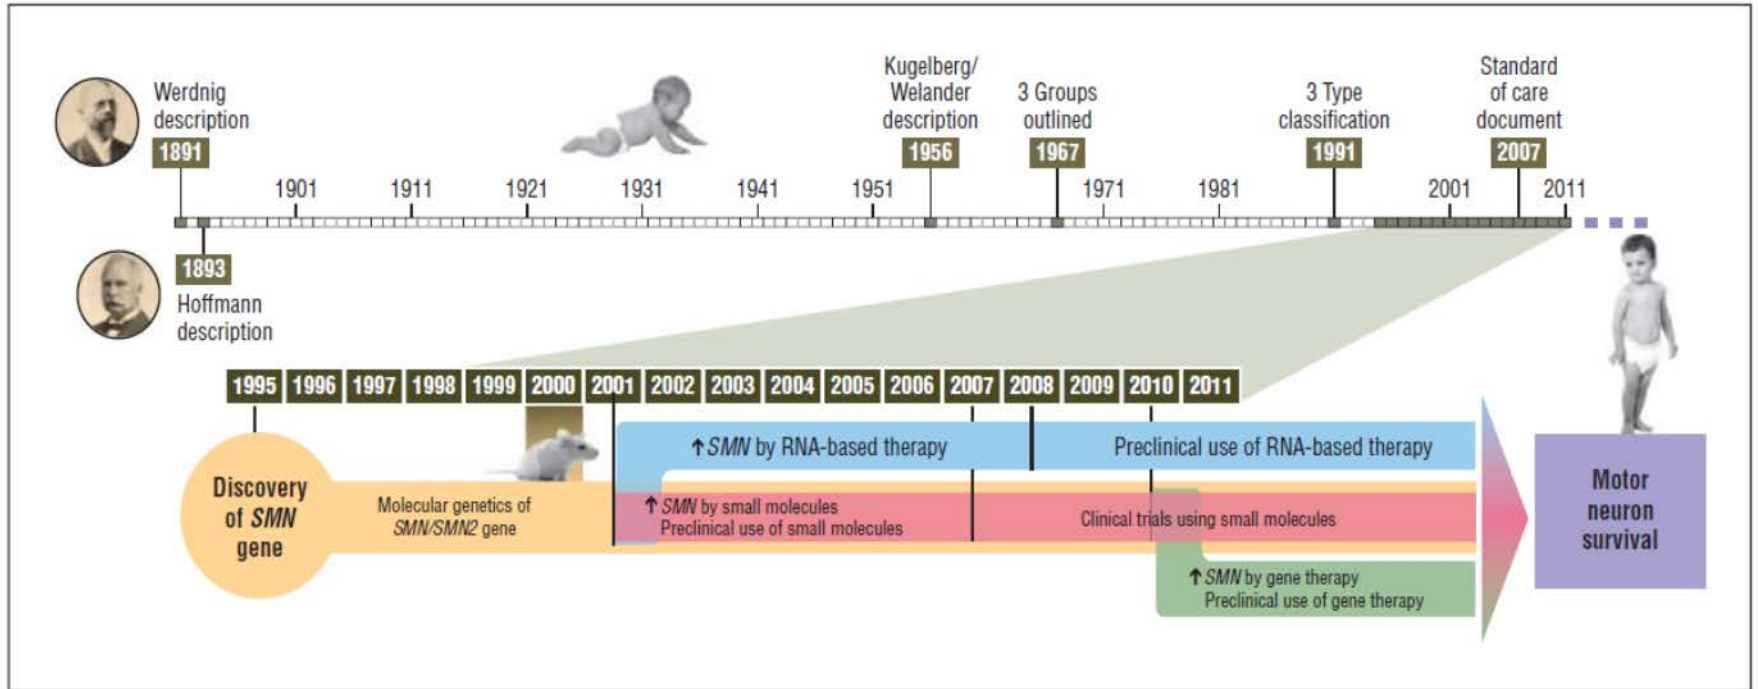 Werdnig
description
1891
Kugelberg/
Welander
description
1956
3 Groups
outlined
1967
3 Type
classification
1991
Standard
of care
document
2007
1901
1911
1921
1931
1941
1951
1971
1981
2001
2011
1893
Hoffmann
description
1995 1996 1997 1998 1999 2000 2001 2002 2003 2004 2005 2006 2007 2008 2009 2010 2011
↑ SMN by RNA-based therapy
Preclinical use of RNA-based therapy
Discovery
of SMN
gene
Molecular genetics of
SMN/SMN2 gene
↑ SMN by small molecules
Preclinical use of small molecules
Clinical trials using small molecules
↑ SMN by gene therapy
Preclinical use of gene therapy
Motor
neuron
survival